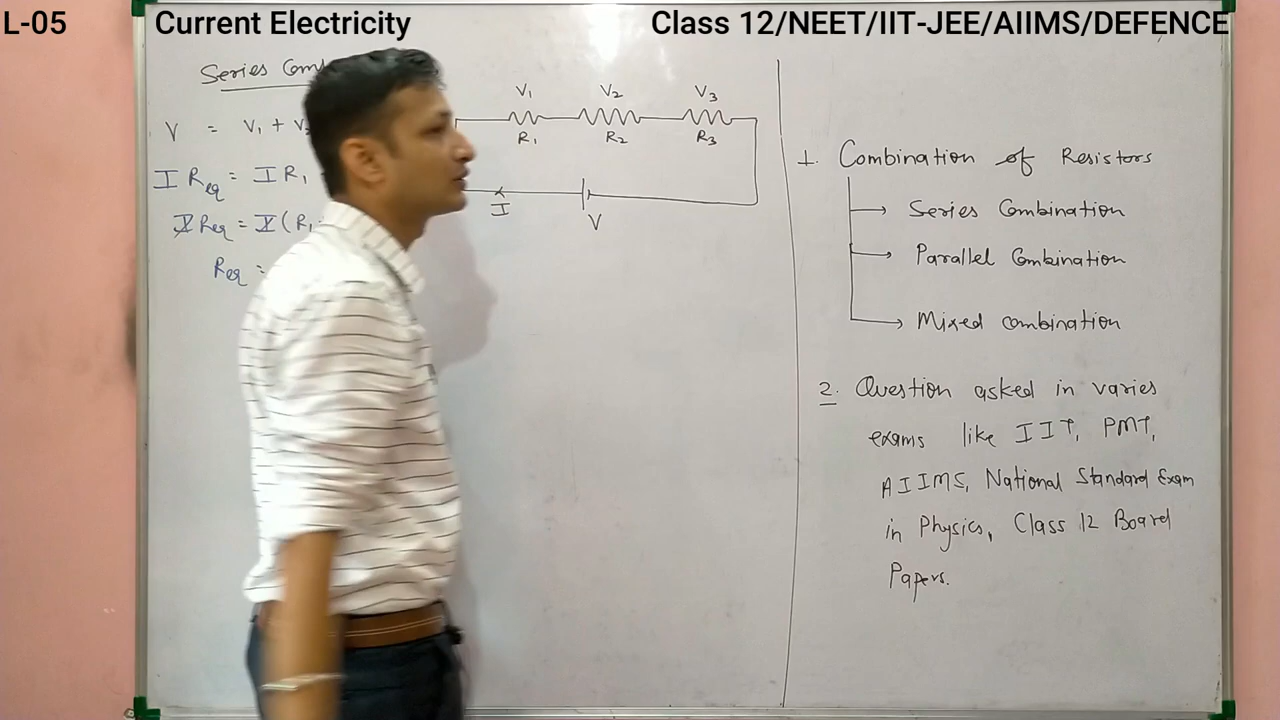 L-05 Current Electricity Class 12/NEET/IIT-JEE/AIIMS/DEFENCE
Series Com
V = V₁ + V
I Req = I R₁
I Req = I (R₁
Req =
V₁ V₂ V₃
R₁ R₂ R₃
I
V
1. Combination of Resistors
Series Combination
Parallel Combination
Mixed Combination
2. Question asked in varies
exams like IIT, PMT,
AIIMS, National Standard Exam
in Physics, Class 12 Board
Papers.